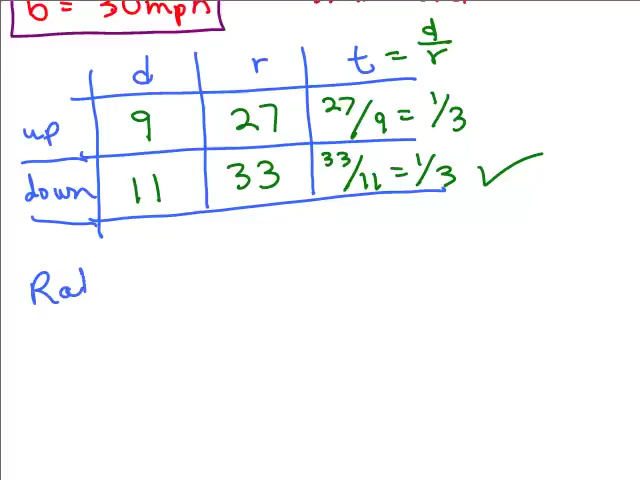 b = 30mph
d r t = d/r
up 9 27 27/9 = 1/3
down 11 33 33/11 = 1/3 ✓
Rat